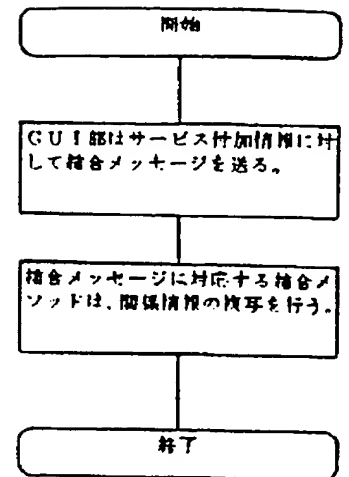 開始
GUI部はサービス付加情報に対
して結合メッセージを送る。
結合メッセージに対応する結合メ
ソッドは、関係情報の複写を行う。
終了